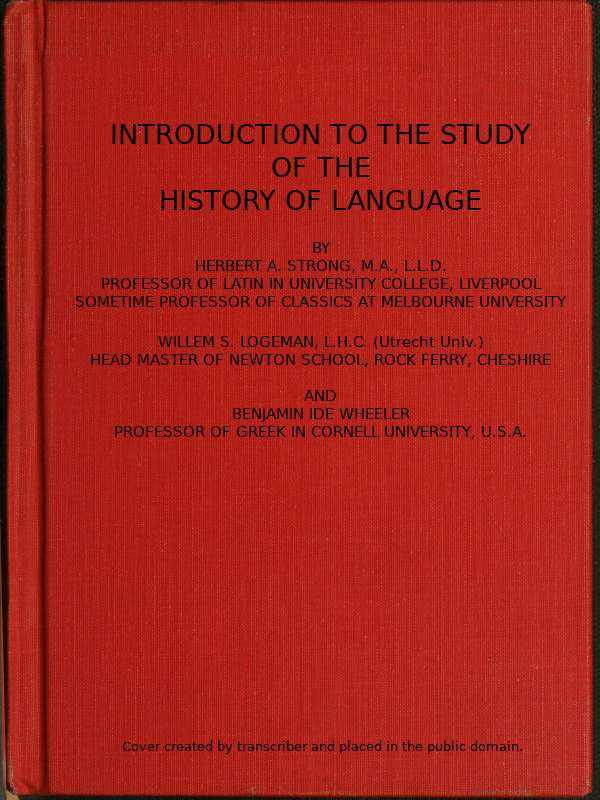 INTRODUCTION TO THE STUDY
OF THE
HISTORY OF LANGUAGE
BY
HERBERT A. STRONG, M.A., L.L.D.
PROFESSOR OF LATIN IN UNIVERSITY COLLEGE, LIVERPOOL
SOMETIME PROFESSOR OF CLASSICS AT MELBOURNE UNIVERSITY
WILLEM S. LOGEMAN, L.H.C. (Utrecht Univ.)
HEAD MASTER OF NEWTON SCHOOL, ROCK FERRY, CHESHIRE
AND
BENJAMIN IDE WHEELER
PROFESSOR OF GREEK IN CORNELL UNIVERSITY, U.S.A.
Cover created by transcriber and placed in the public domain.